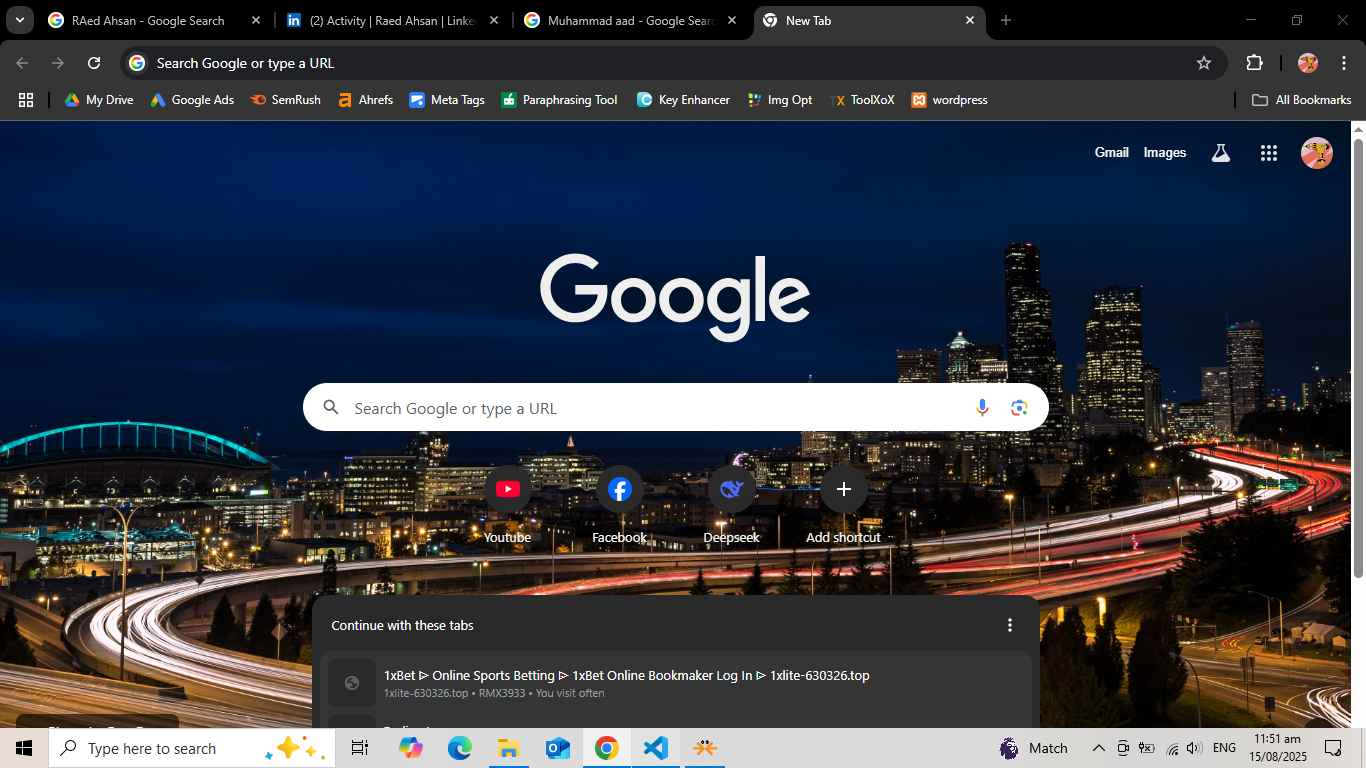 RAed Ahsan - Google Search
(2) Activity | Raed Ahsan | Linke
Muhammad aad - Google Sear
New Tab
Search Google or type a URL
My Drive
Google Ads
SemRush
Ahrefs
Meta Tags
Paraphrasing Tool
Key Enhancer
Img Opt
ToolXoX
wordpress
All Bookmarks
Gmail
Images
Google
Search Google or type a URL
Youtube
Facebook
Deepseek
Add shortcut
Continue with these tabs
1xBet ⊳ Online Sports Betting ⊳ 1xBet Online Bookmaker Log In ⊳ 1xlite-630326.top
1xlite-630326.top • RMX3933 • You visit often
Type here to search
Match
ENG
11:51 am
15/08/2025